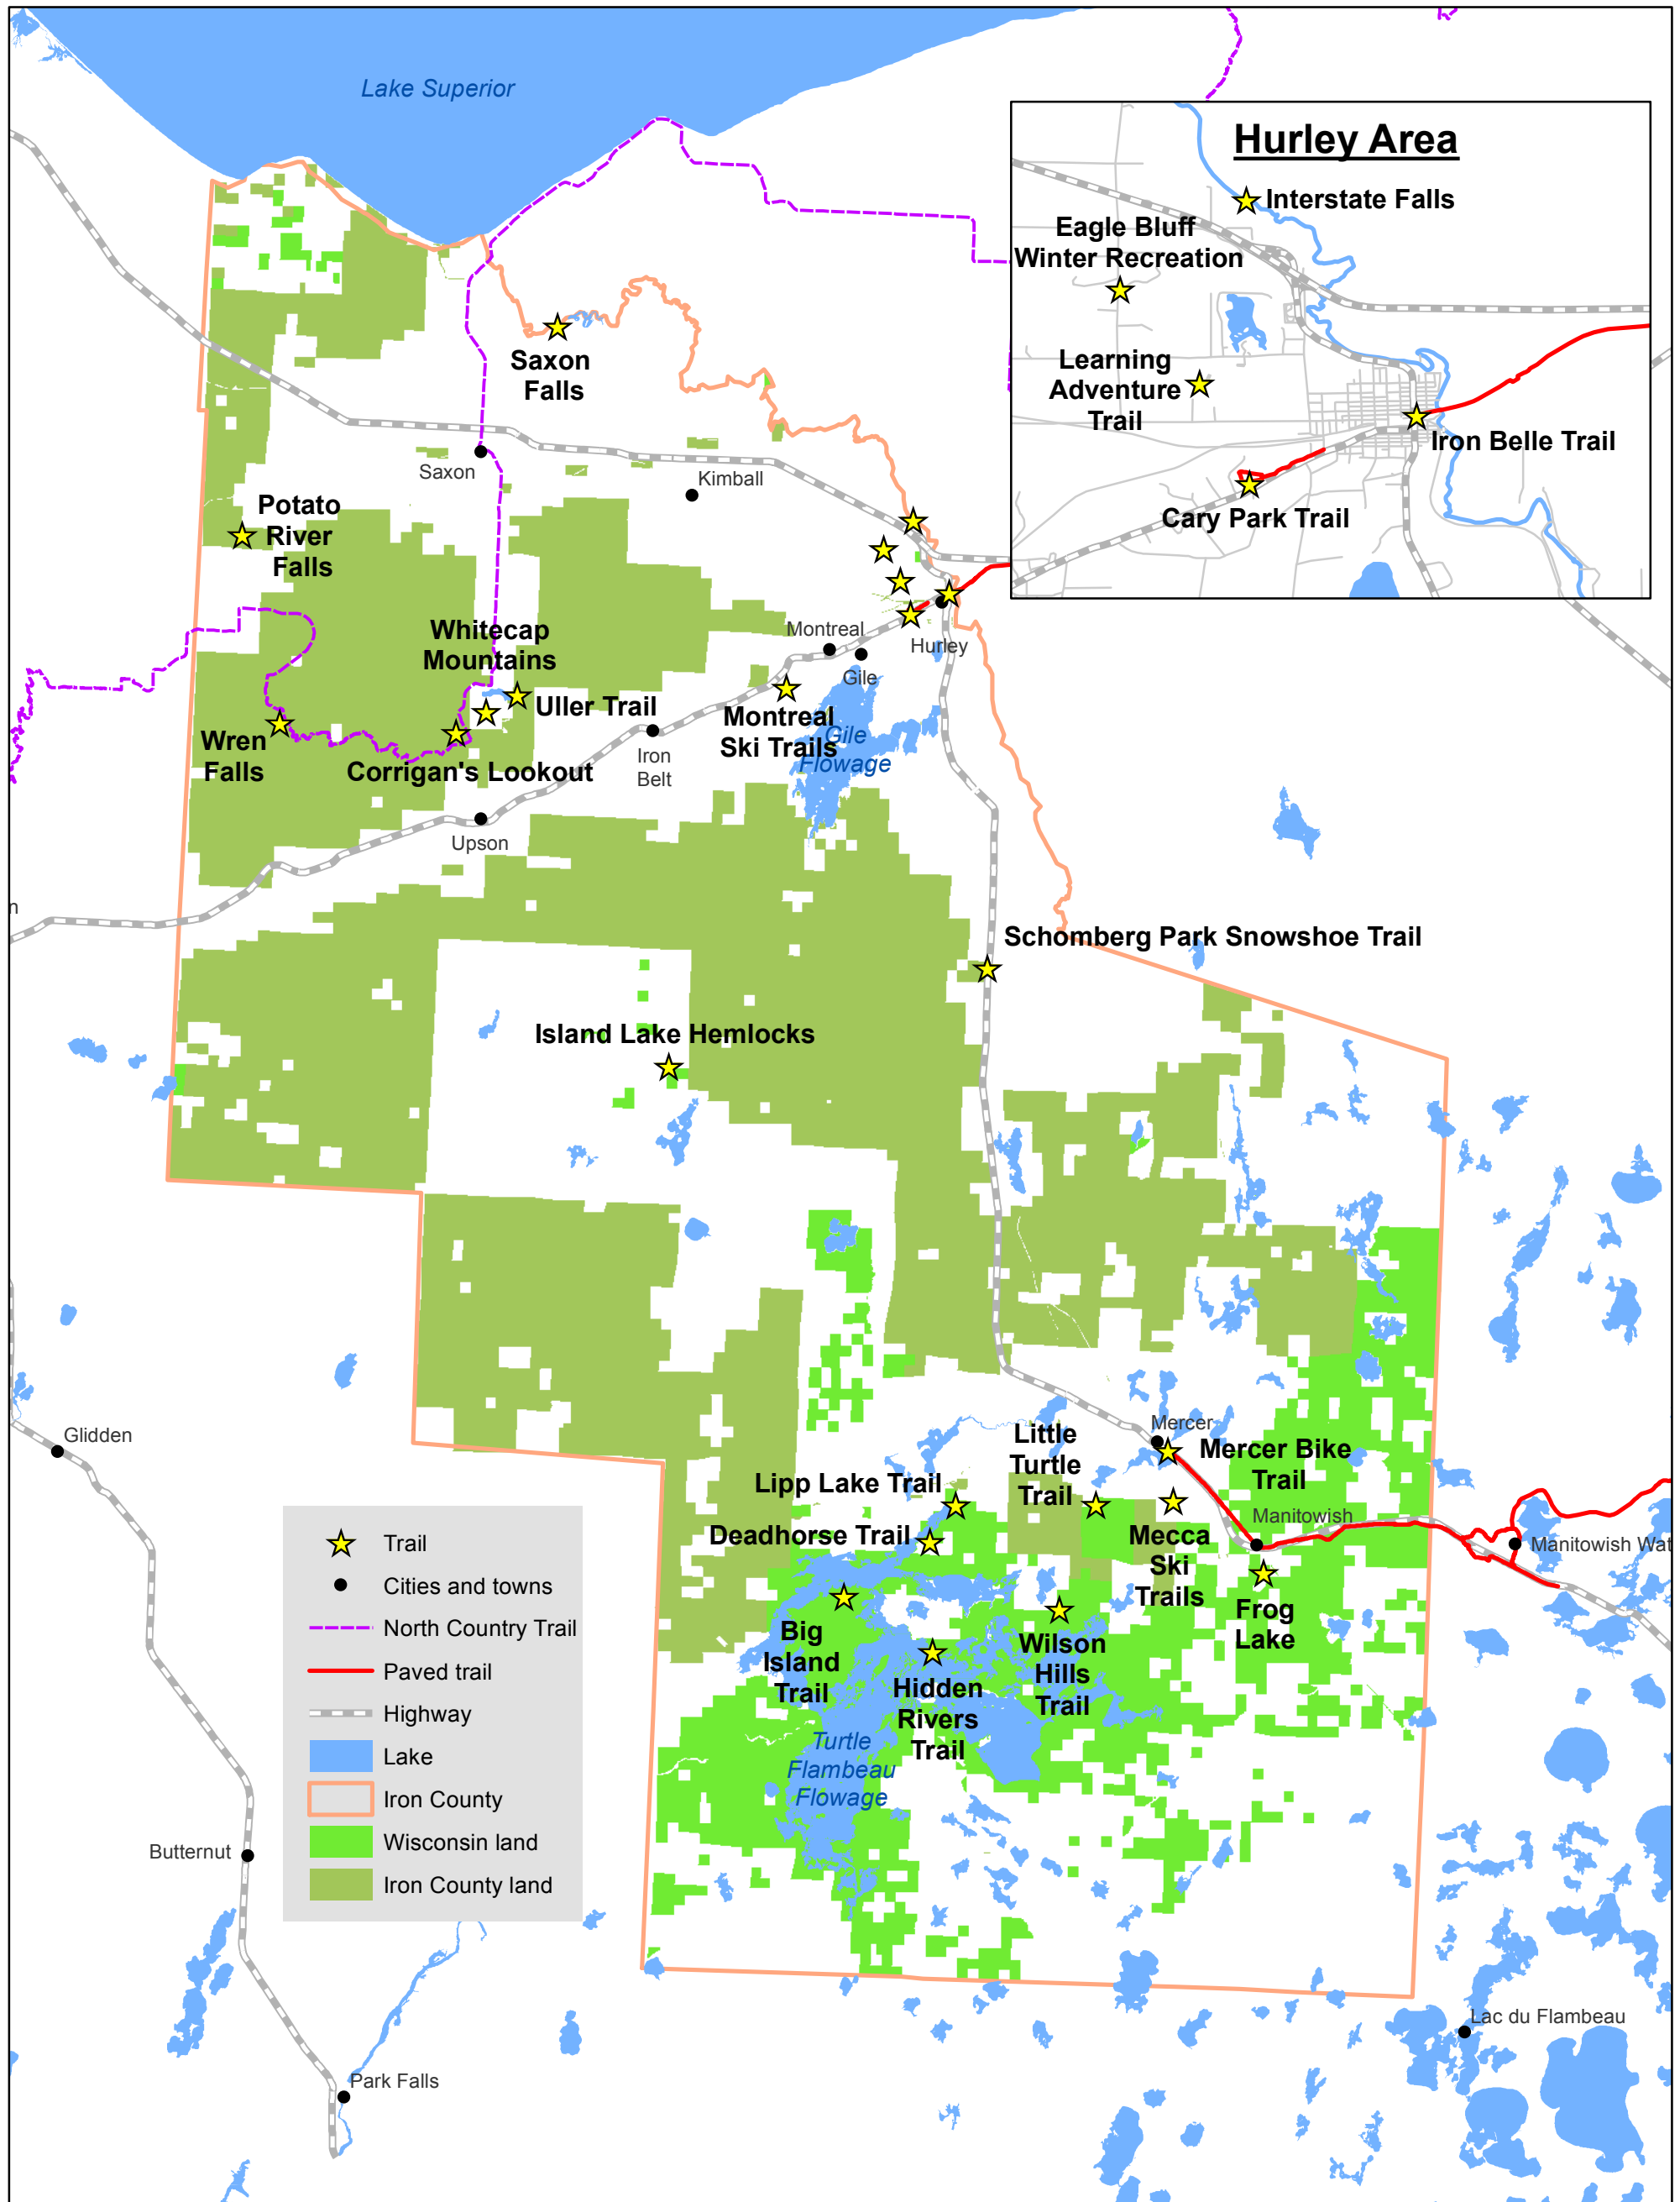 Lake Superior
Hurley Area
Interstate Falls
Eagle Bluff
Winter Recreation
Learning
Adventure
Trail
Iron Belle Trail
Cary Park Trail
Saxon
Falls
Saxon
Kimball
Potato
River
Falls
Whitecap
Mountains
Uller Trail
Wren
Falls
Corrigan's Lookout
Montreal
Gile
Hurley
Montreal
Ski Trails
Gile
Flowage
Iron
Belt
Upson
n
Schomberg Park Snowshoe Trail
Island Lake Hemlocks
Glidden
Mercer
Mercer Bike
Trail
Little
Turtle
Trail
Lipp Lake Trail
Deadhorse Trail
Manitowish
Manitowish Wat
Mecca
Ski
Trails
Frog
Lake
Big
Island
Trail
Hidden
Rivers
Trail
Wilson
Hills
Trail
Turtle
Flambeau
Flowage
Trail
Cities and towns
North Country Trail
Paved trail
Highway
Lake
Iron County
Wisconsin land
Iron County land
Butternut
Park Falls
Lac du Flambeau